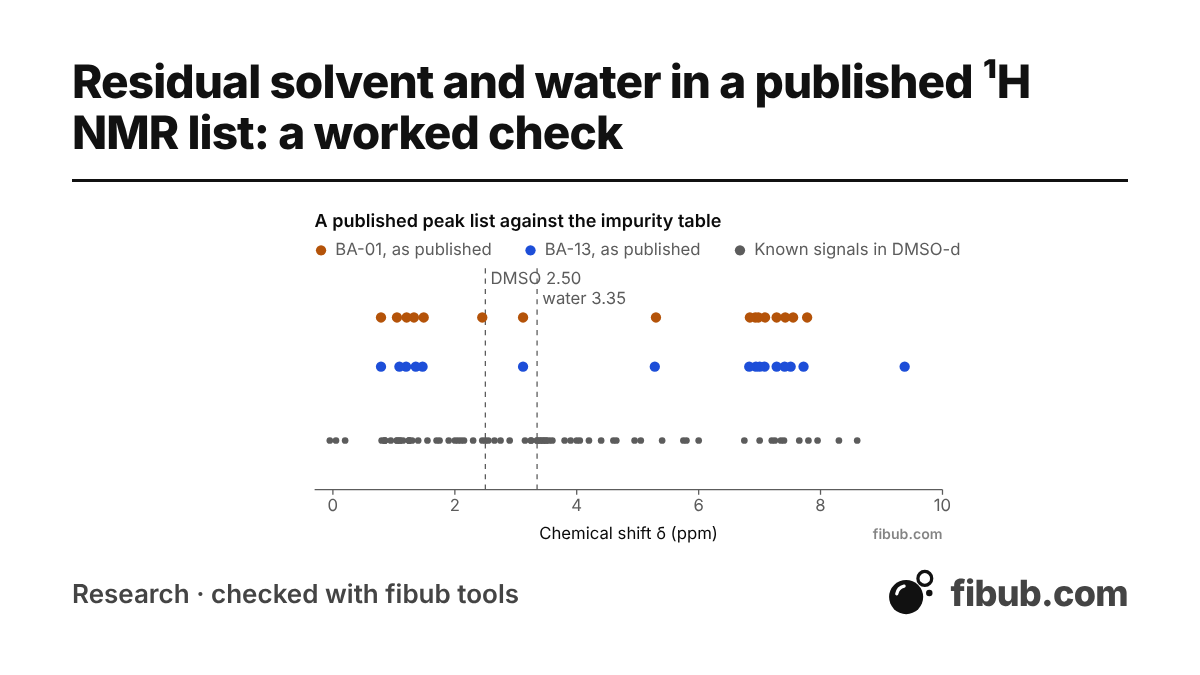 Residual solvent and water in a published ¹H
NMR list: a worked check
A published peak list against the impurity table
BA-01, as published
BA-13, as published
Known signals in DMSO-d
DMSO 2.50
water 3.35
0 2 4 6 8 10
Chemical shift δ (ppm)
fibub.com
Research · checked with fibub tools
fibub.com